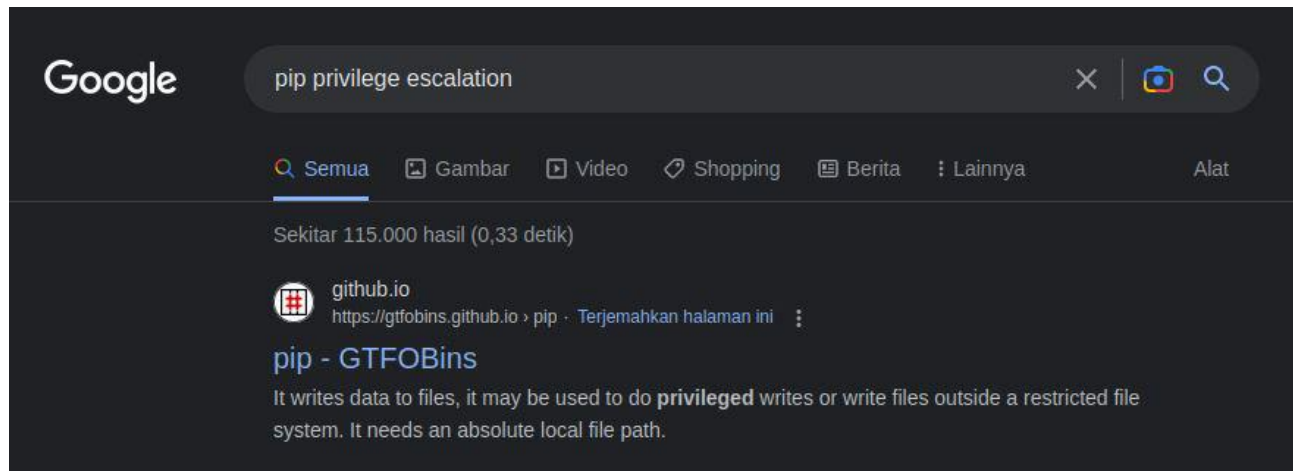 Google
pip privilege escalation
Semua Gambar Video Shopping Berita Lainnya Alat
Sekitar 115.000 hasil (0,33 detik)
github.io
https://gtfobins.github.io › pip · Terjemahkan halaman ini
pip - GTFOBins
It writes data to files, it may be used to do privileged writes or write files outside a restricted file
system. It needs an absolute local file path.